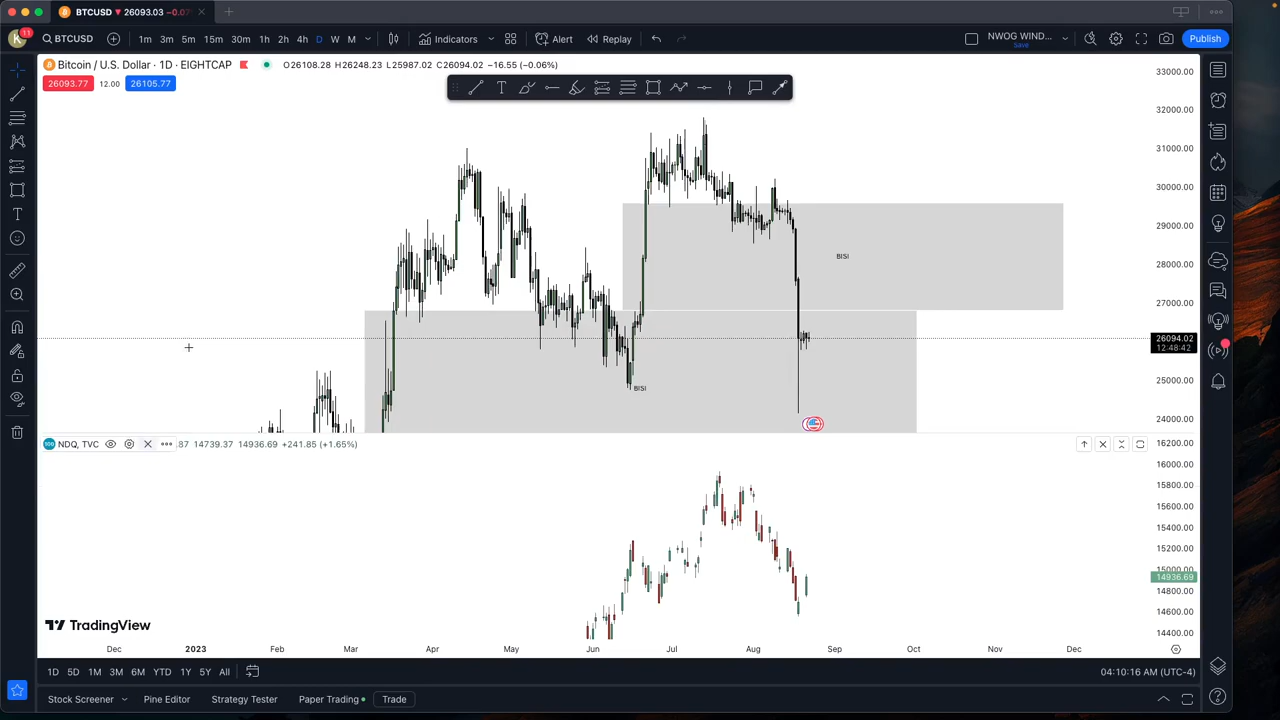 BTCUSD 26093.03 −0.07
K 11 BTCUSD 1m 3m 5m 15m 30m 1h 2h 4h D W M Indicators Alert Replay NWOG WIND... Save Publish
Bitcoin / U.S. Dollar · 1D · EIGHTCAP O26108.28 H26248.23 L25987.02 C26094.02 −16.55 (−0.06%)
26093.77 12.00 26105.77
33000.00
32000.00
31000.00
30000.00
29000.00
28000.00
27000.00
26094.02
12:48:42
25000.00
24000.00
BISI
BISI
NDQ, TVC 87 14739.37 14936.69 +241.85 (+1.65%)
16200.00
16000.00
15800.00
15600.00
15400.00
15200.00
15000.00
14936.69
14800.00
14600.00
14400.00
TradingView
Dec 2023 Feb Mar Apr May Jun Jul Aug Sep Oct Nov Dec
1D 5D 1M 3M 6M YTD 1Y 5Y All 04:10:16 AM (UTC-4)
Stock Screener Pine Editor Strategy Tester Paper Trading Trade